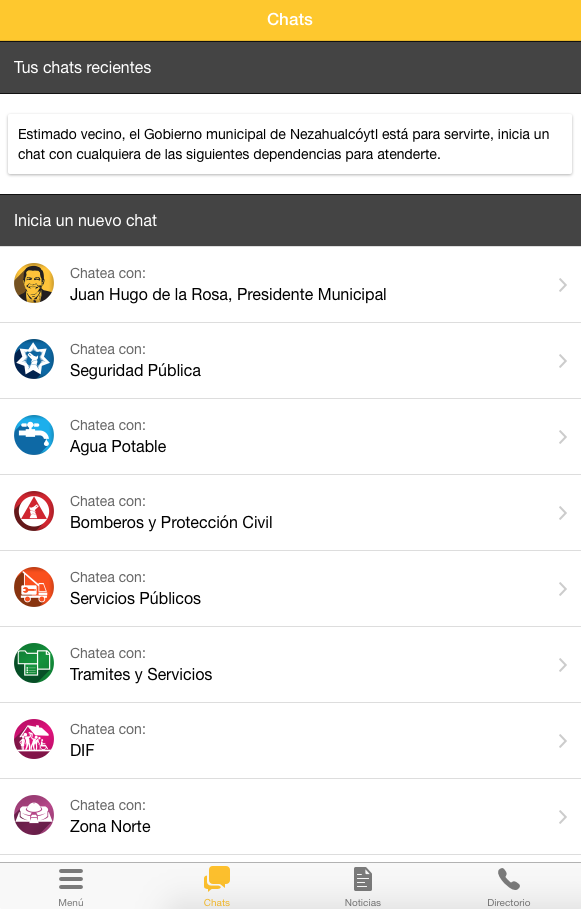 Chats
Tus chats recientes
Estimado vecino, el Gobierno municipal de Nezahualcóytl está para servirte, inicia un
chat con cualquiera de las siguientes dependencias para atenderte.
Inicia un nuevo chat
Chatea con:
Juan Hugo de la Rosa, Presidente Municipal
Chatea con:
Seguridad Pública
Chatea con:
Agua Potable
Chatea con:
Bomberos y Protección Civil
Chatea con:
Servicios Públicos
Chatea con:
Tramites y Servicios
Chatea con:
DIF
Chatea con:
Zona Norte
Menú
Chats
Noticias
Directorio